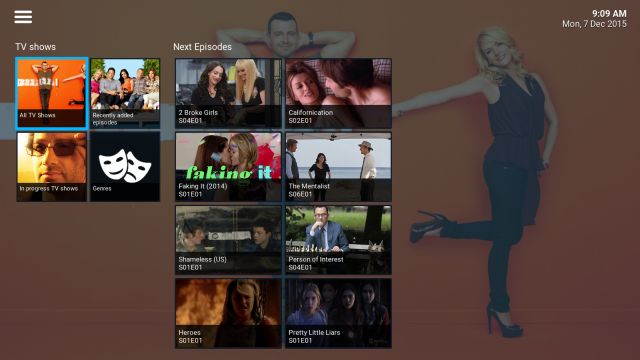 9:09 AM
Mon, 7 Dec 2015
TV shows
Next Episodes
All TV Shows
Recently added
episodes
In progress TV shows
Genres
2 Broke Girls
S04E01
Californication
S02E01
faking it
Faking It (2014)
S01E01
The Mentalist
S06E01
Shameless (US)
S01E01
Person of Interest
S04E01
Heroes
S01E01
Pretty Little Liars
S01E01